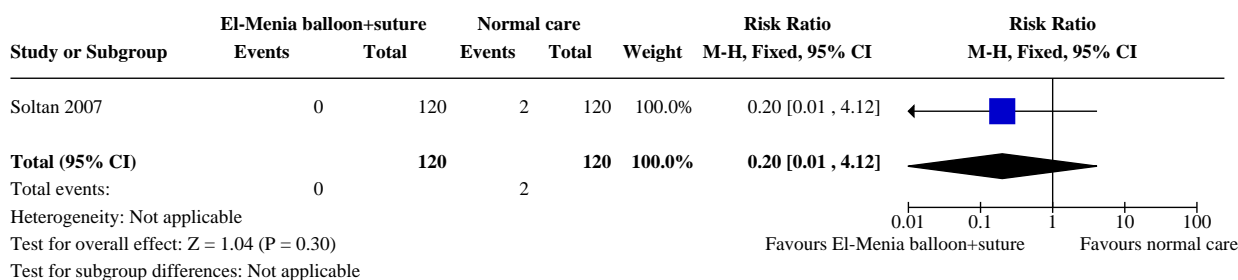 El-Menia balloon+suture Normal care Risk Ratio Risk Ratio
Study or Subgroup Events Total Events Total Weight M-H, Fixed, 95% CI M-H, Fixed, 95% CI
Soltan 2007 0 120 2 120 100.0% 0.20 [0.01 , 4.12]
Total (95% CI) 120 120 100.0% 0.20 [0.01 , 4.12]
Total events: 0 2
Heterogeneity: Not applicable 0.01 0.1 1 10 100
Test for overall effect: Z = 1.04 (P = 0.30) Favours El-Menia balloon+suture Favours normal care
Test for subgroup differences: Not applicable